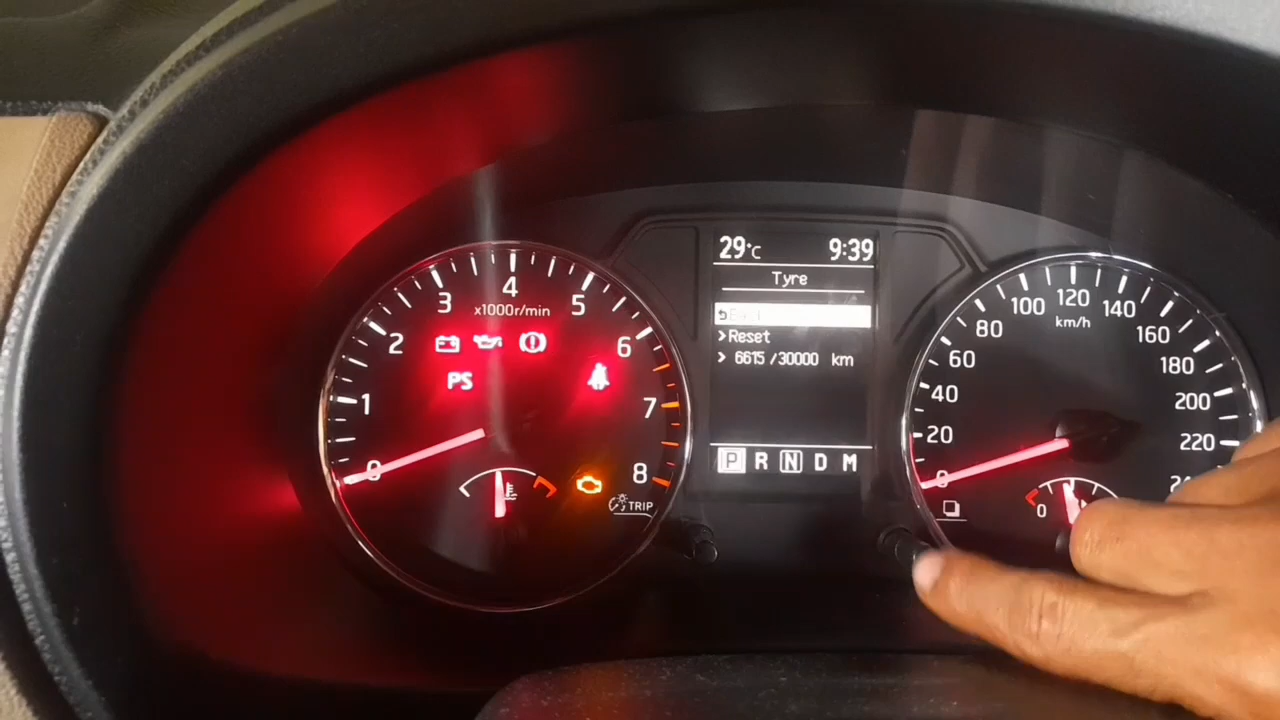 29°C 9:39
Tyre
Exit
Reset
6615 / 30000 km
P R N D M
0 1 2 3 4 5 6 7 8
x1000r/min
PS
TRIP
0 20 40 60 80 100 120 140 160 180 200 220
km/h
0